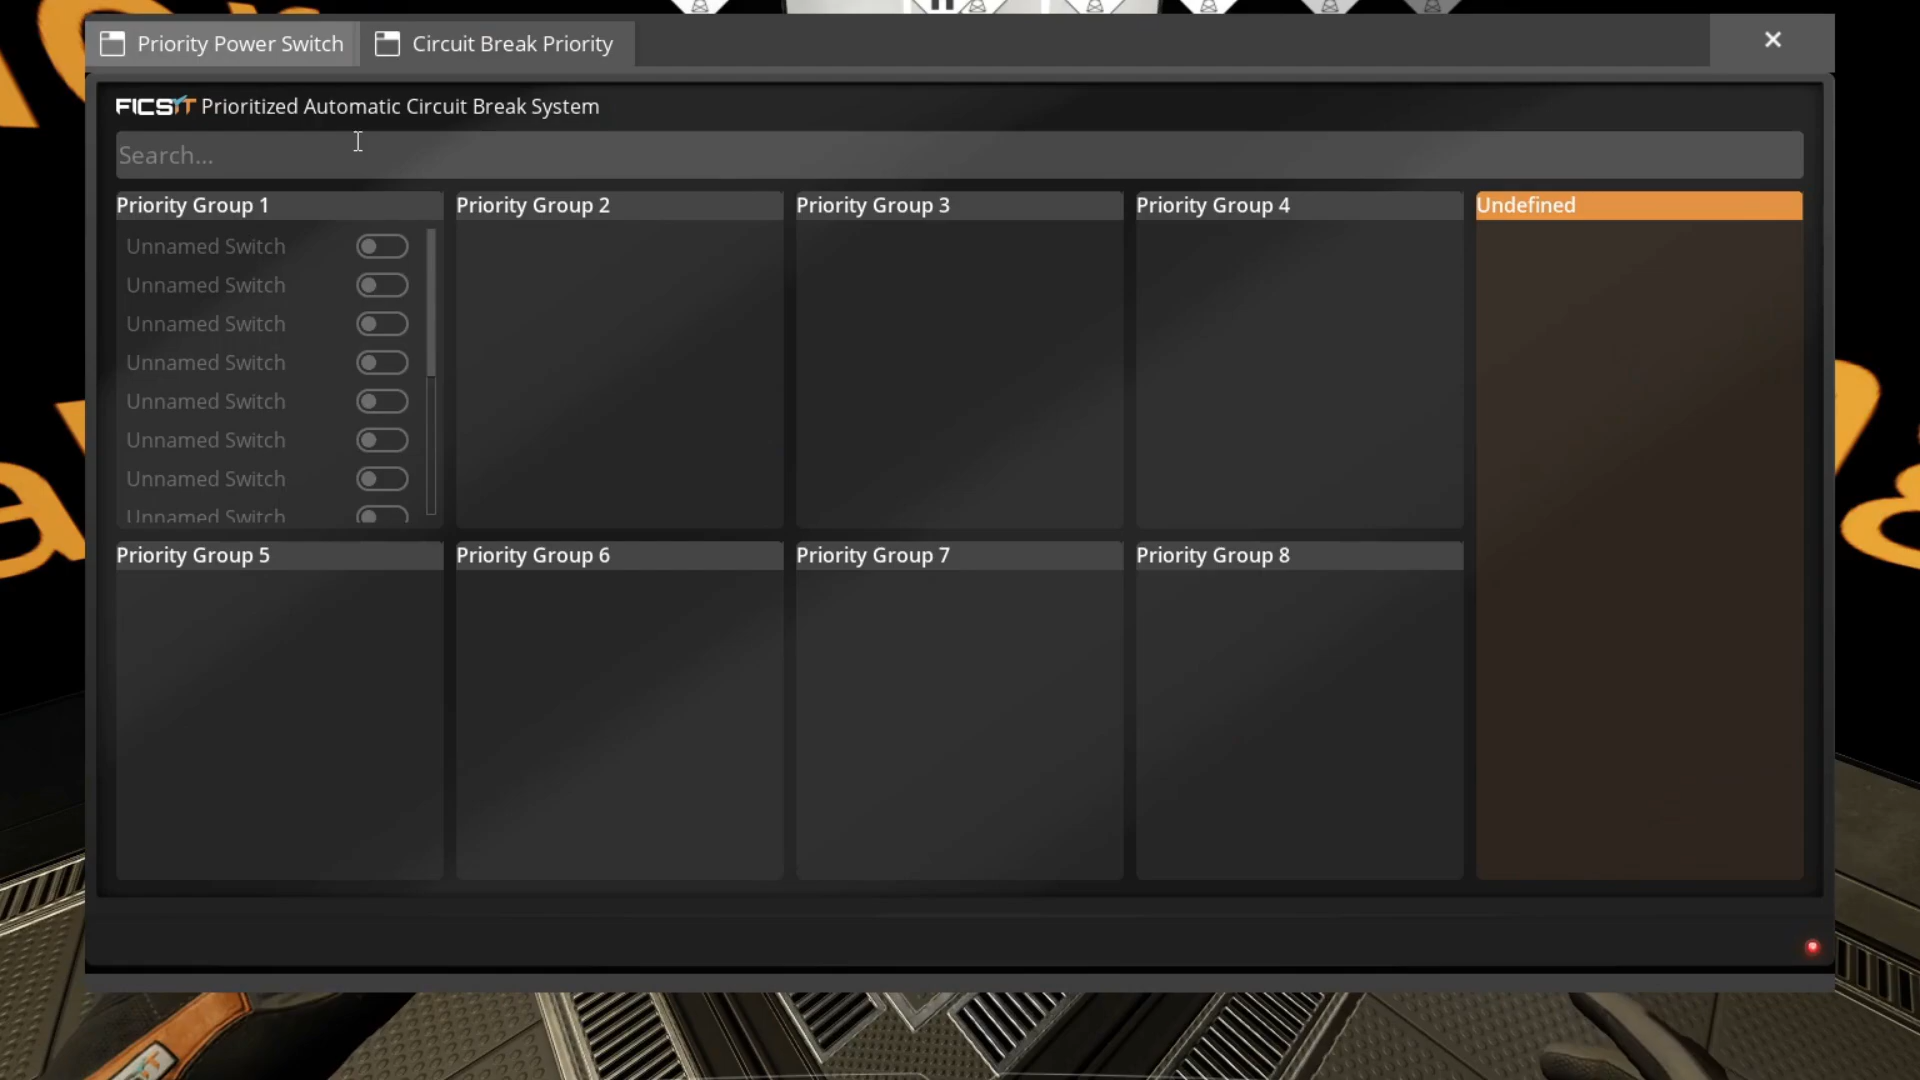 Priority Power Switch
Circuit Break Priority
FICSIT Prioritized Automatic Circuit Break System
Search...
Priority Group 1
Priority Group 2
Priority Group 3
Priority Group 4
Undefined
Unnamed Switch
Unnamed Switch
Unnamed Switch
Unnamed Switch
Unnamed Switch
Unnamed Switch
Unnamed Switch
Unnamed Switch
Priority Group 5
Priority Group 6
Priority Group 7
Priority Group 8